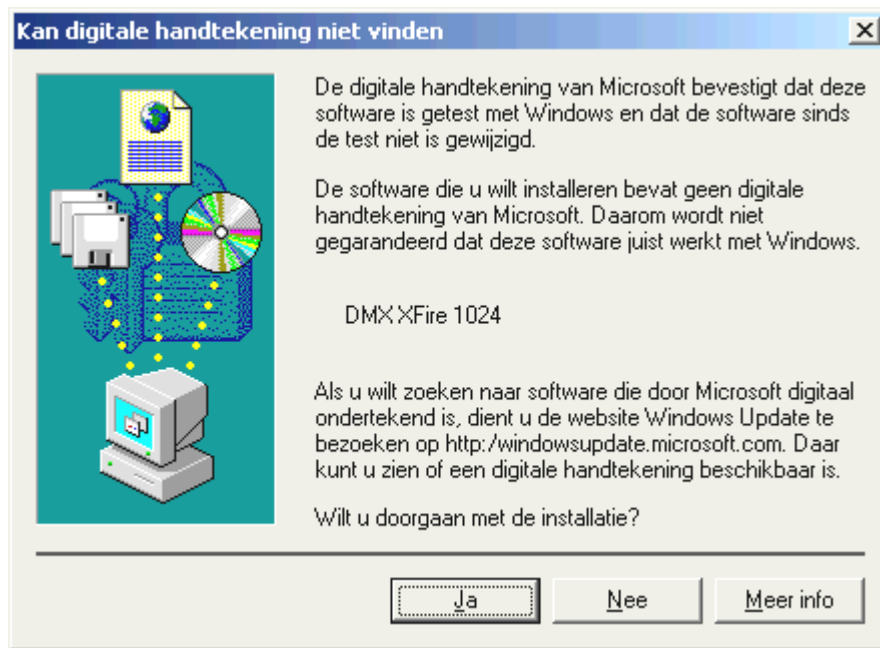 Kan digitale handtekening niet vinden
De digitale handtekening van Microsoft bevestigt dat deze
software is getest met Windows en dat de software sinds
de test niet is gewijzigd.
De software die u wilt installeren bevat geen digitale
handtekening van Microsoft. Daarom wordt niet
gegarandeerd dat deze software juist werkt met Windows.
DMX XFire 1024
Als u wilt zoeken naar software die door Microsoft digitaal
ondertekend is, dient u de website Windows Update te
bezoeken op http:/windowsupdate.microsoft.com. Daar
kunt u zien of een digitale handtekening beschikbaar is.
Wilt u doorgaan met de installatie?
Ja Nee Meer info